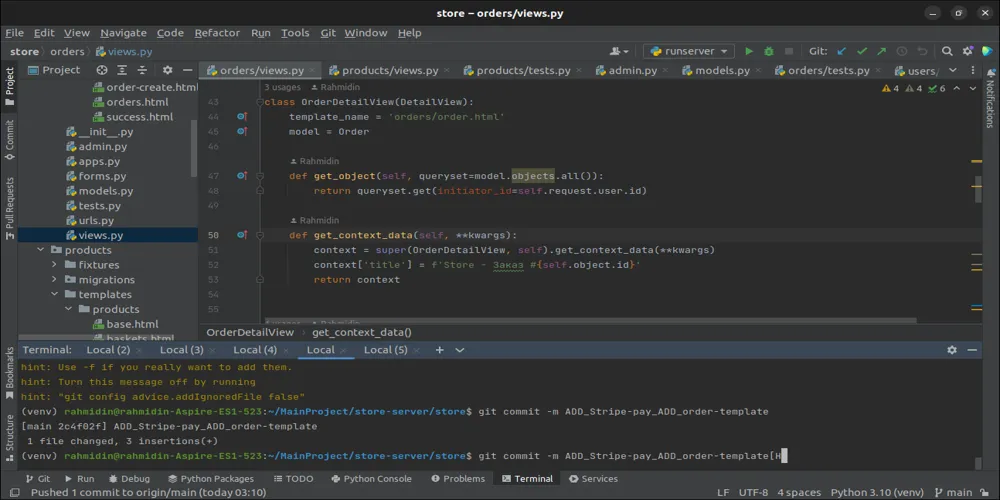 store – orders/views.py
File Edit View Navigate Code Refactor Run Tools Git Window Help
store › orders › views.py runserver Git:
Project orders/views.py products/views.py products/tests.py admin.py models.py orders/tests.py users/
Project
Commit
Pull Requests
Bookmarks
Structure
Notifications
order-create.html
orders.html
success.html
__init__.py
admin.py
apps.py
forms.py
models.py
tests.py
urls.py
views.py
products
fixtures
migrations
templates
products
base.html
baskets.html
3 usages Rahmidin
4 4 6
43 class OrderDetailView(DetailView):
44 template_name = 'orders/order.html'
45 model = Order
46
Rahmidin
47 def get_object(self, queryset=model.objects.all()):
48 return queryset.get(initiator_id=self.request.user.id)
49
Rahmidin
50 def get_context_data(self, **kwargs):
51 context = super(OrderDetailView, self).get_context_data(**kwargs)
52 context['title'] = f'Store - Заказ #{self.object.id}'
53 return context
54
55
OrderDetailView › get_context_data()
Terminal: Local (2) Local (3) Local (4) Local Local (5)
hint: Use -f if you really want to add them.
hint: Turn this message off by running
hint: "git config advice.addIgnoredFile false"
(venv) rahmidin@rahmidin-Aspire-ES1-523:~/MainProject/store-server/store$ git commit -m ADD_Stripe-pay_ADD_order-template
[main 2c4f02f] ADD_Stripe-pay_ADD_order-template
1 file changed, 3 insertions(+)
(venv) rahmidin@rahmidin-Aspire-ES1-523:~/MainProject/store-server/store$ git commit -m ADD_Stripe-pay_ADD_order-template[H
Git Run Debug Python Packages TODO Python Console Problems Terminal Services
Pushed 1 commit to origin/main (today 03:10) LF UTF-8 4 spaces Python 3.10 (venv) main